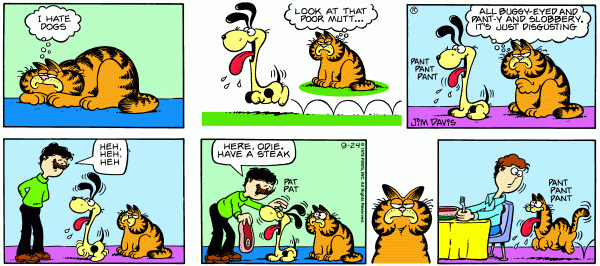 I HATE
DOGS
LOOK AT THAT
POOR MUTT...
ALL BUGGY-EYED AND
PANT-Y AND SLOBBERY.
IT'S JUST DISGUSTING
PANT
PANT
PANT
JIM DAVIS
HEH,
HEH,
HEH
HERE, ODIE.
HAVE A STEAK
9-24
PAT
PAT
PANT
PANT
PANT